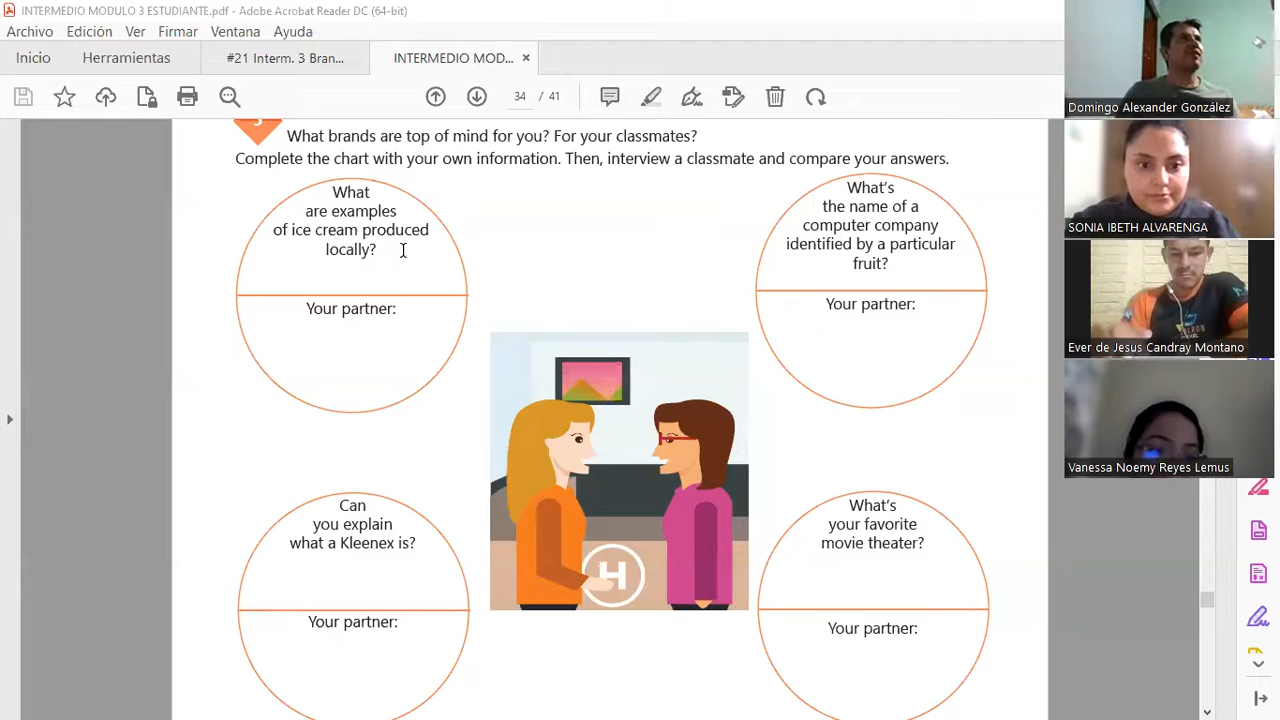 INTERMEDIO MODULO 3 ESTUDIANTE.pdf - Adobe Acrobat Reader DC (64-bit)
Archivo Edición Ver Firmar Ventana Ayuda
Inicio Herramientas #21 Interm. 3 Bran... INTERMEDIO MOD... ×
34 / 41
What brands are top of mind for you? For your classmates?
Complete the chart with your own information. Then, interview a classmate and compare your answers.
What
are examples
of ice cream produced
locally?
Your partner:
What's
the name of a
computer company
identified by a particular
fruit?
Your partner:
Can
you explain
what a Kleenex is?
Your partner:
What's
your favorite
movie theater?
Your partner:
H
Domingo Alexander González
SONIA IBETH ALVARENGA
Ever de Jesus Candray Montano
Vanessa Noemy Reyes Lemus